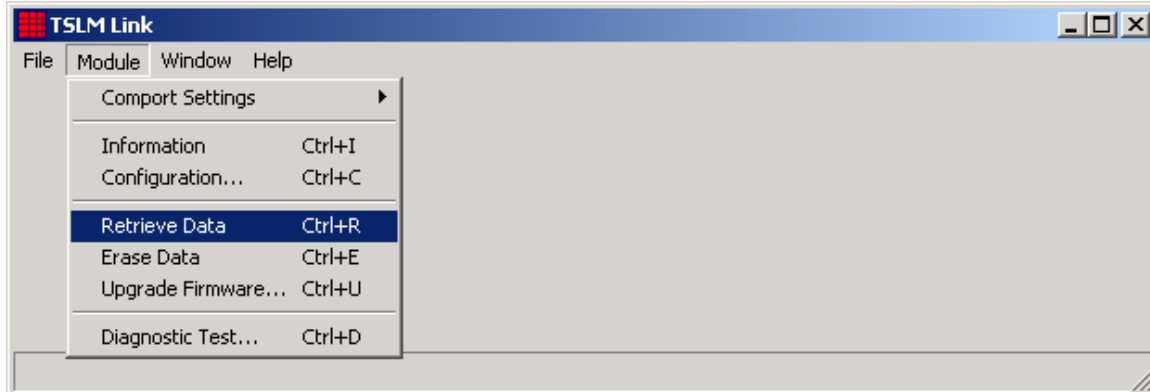 TSLM Link
File Module Window Help
Comport Settings
Information Ctrl+I
Configuration... Ctrl+C
Retrieve Data Ctrl+R
Erase Data Ctrl+E
Upgrade Firmware... Ctrl+U
Diagnostic Test... Ctrl+D